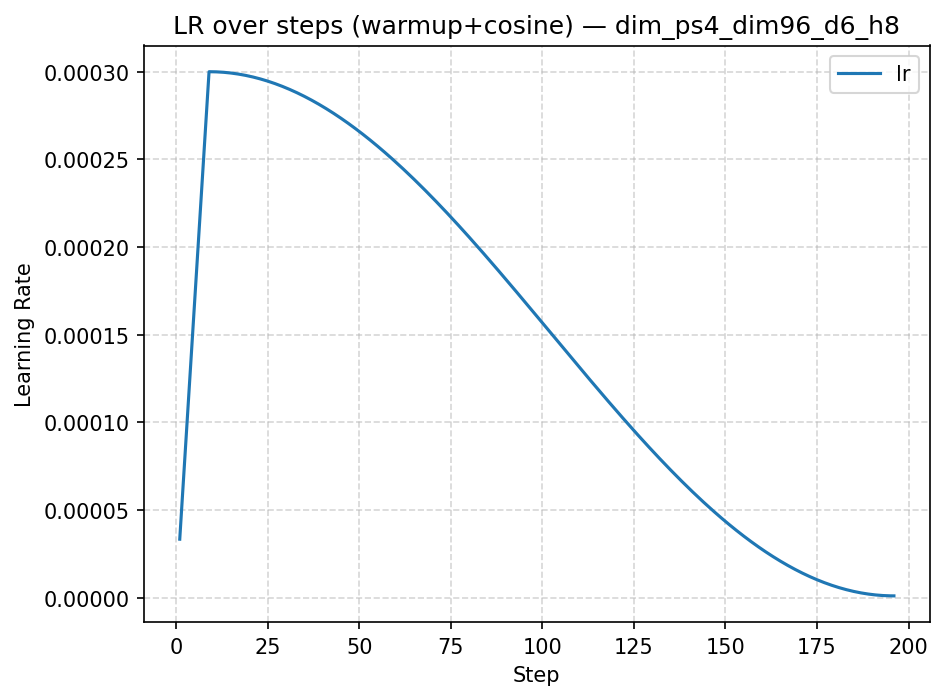 LR over steps (warmup+cosine) — dim_ps4_dim96_d6_h8
lr
0.00030
0.00025
0.00020
0.00015
0.00010
0.00005
0.00000
Learning Rate
0 25 50 75 100 125 150 175 200
Step